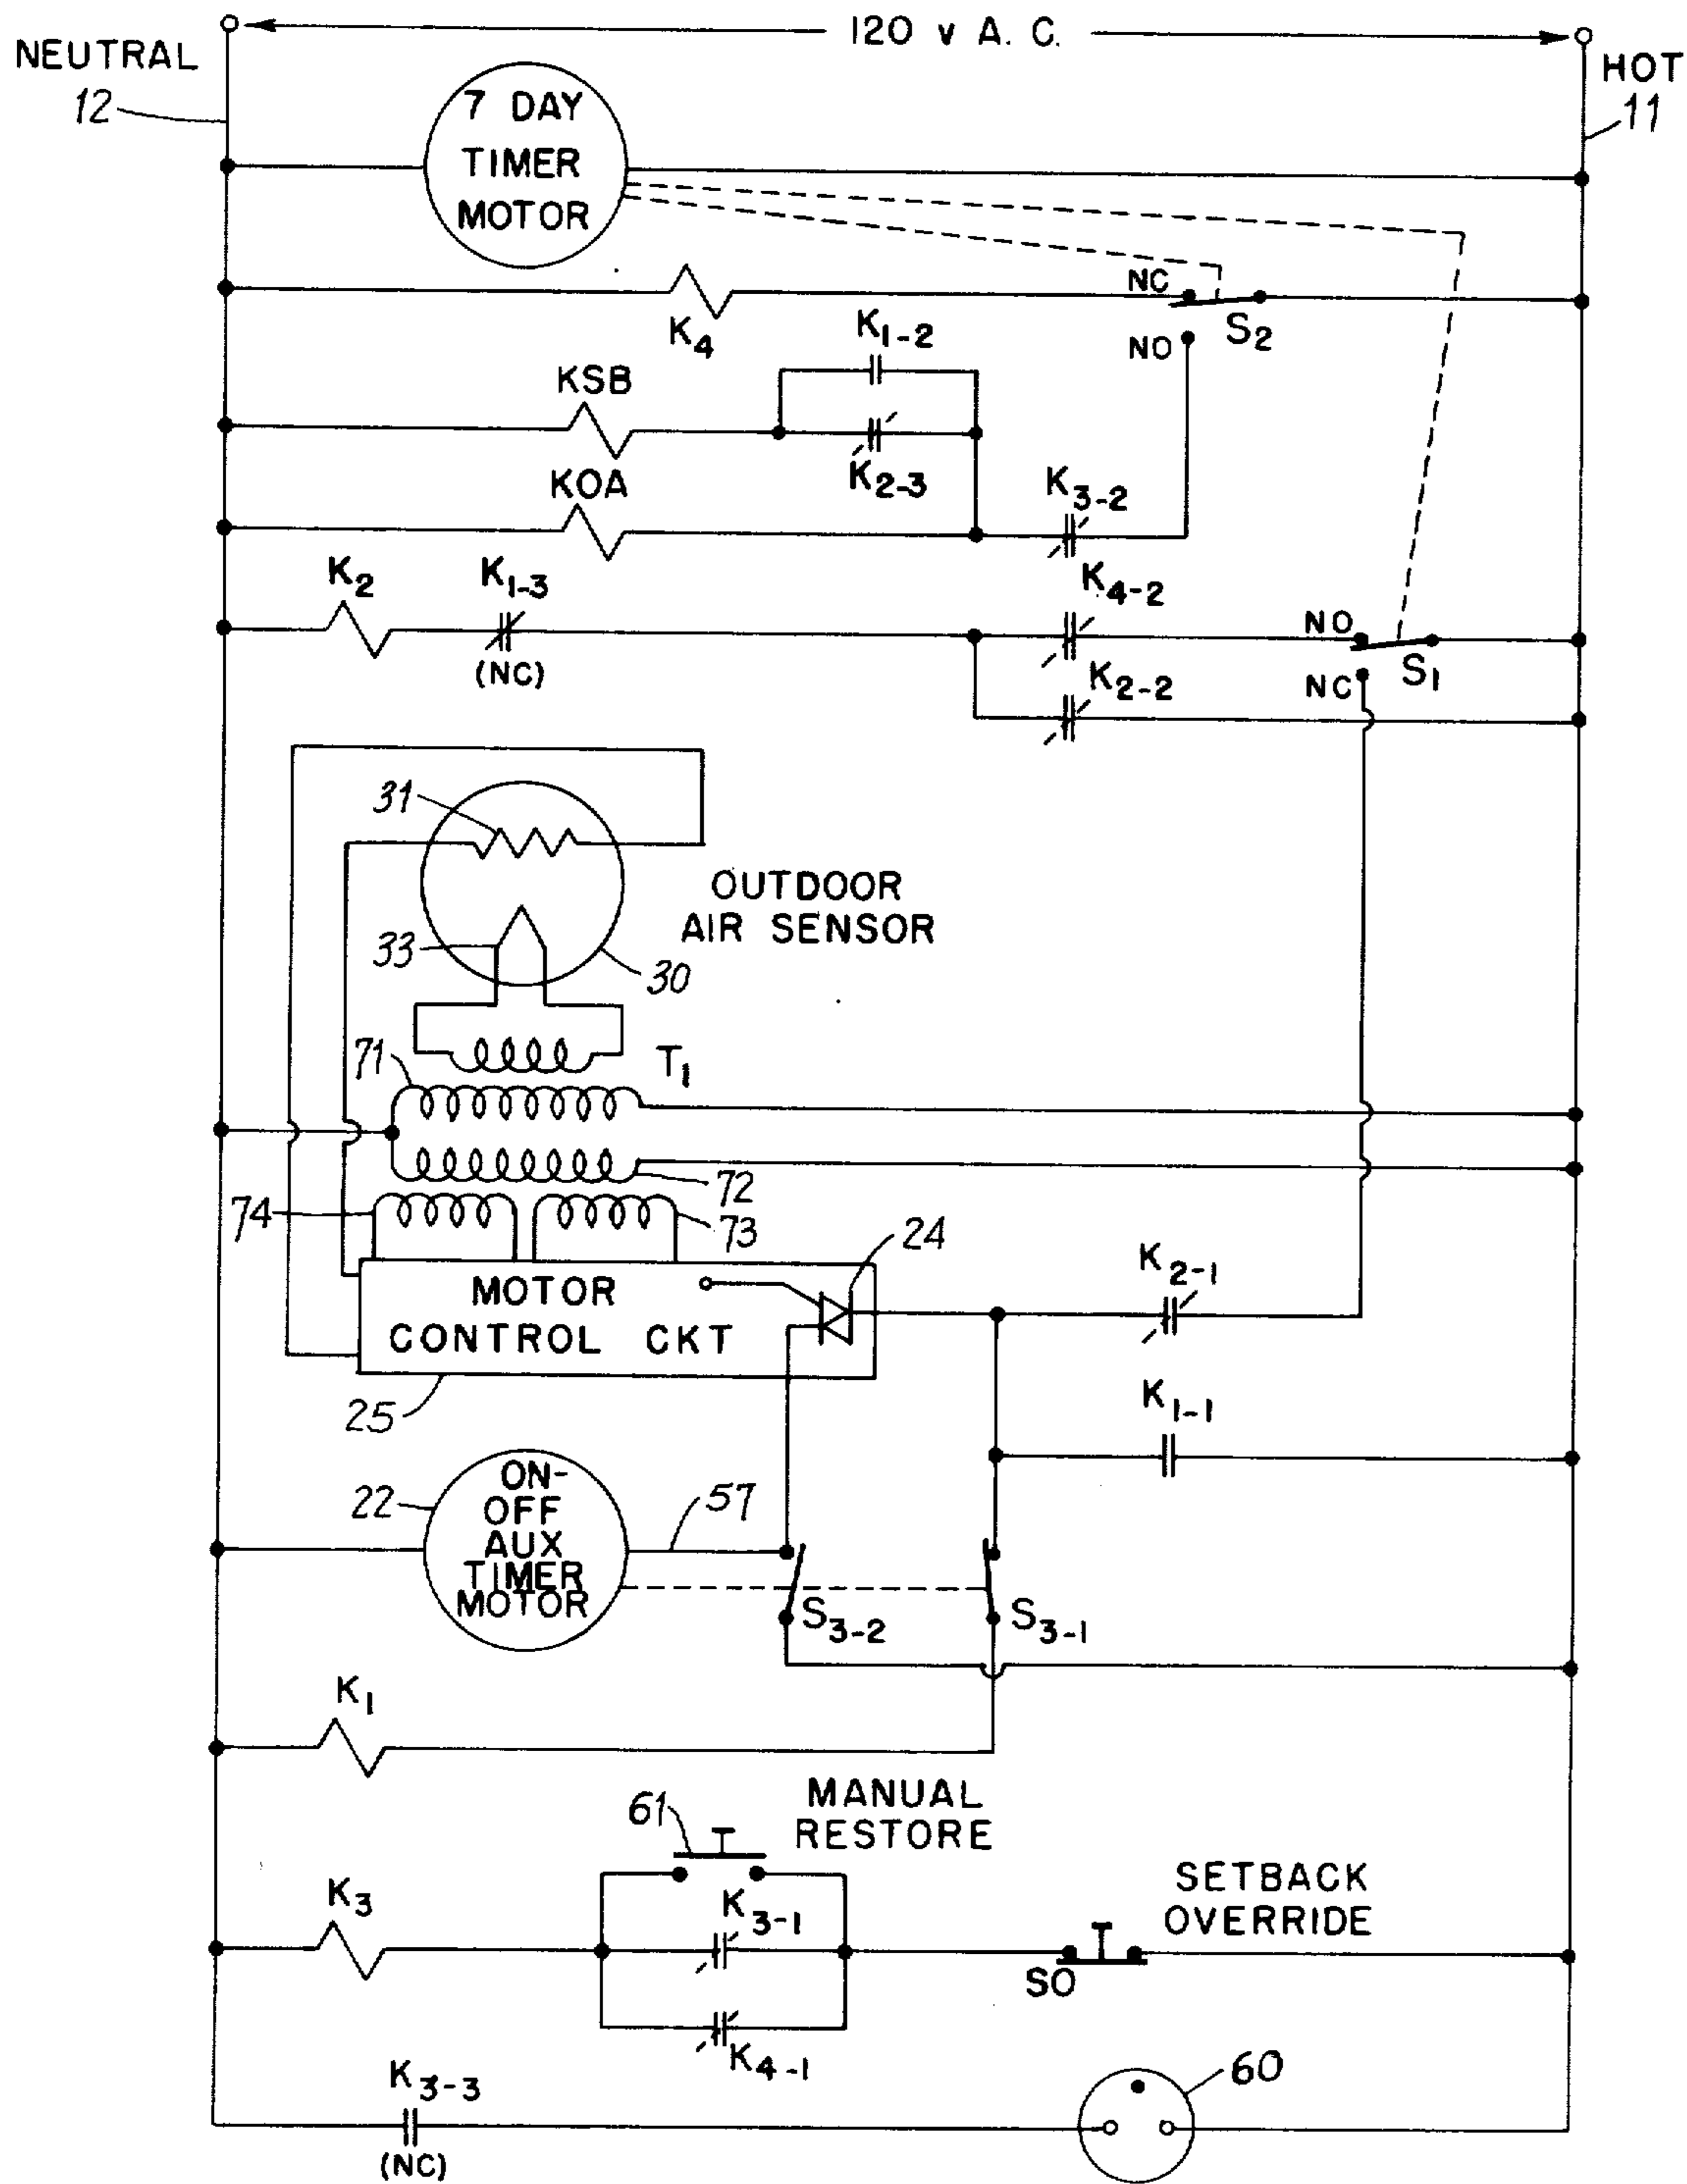 120 v A. C.
NEUTRAL
12
HOT
11
7 DAY
TIMER
MOTOR
NC
S2
K4
NO
K1-2
KSB
K2-3
KOA
K3-2
K2
K1-3
(NC)
K4-2
NO
S1
NC
K2-2
31
OUTDOOR
AIR SENSOR
33
30
71
T1
72
74
73
24
MOTOR
CONTROL CKT
K2-1
25
K1-1
22
ON-
OFF
AUX
TIMER
MOTOR
57
S3-2
S3-1
K1
MANUAL
RESTORE
61
SETBACK
OVERRIDE
K3
K3-1
SO
K4-1
K3-3
(NC)
60